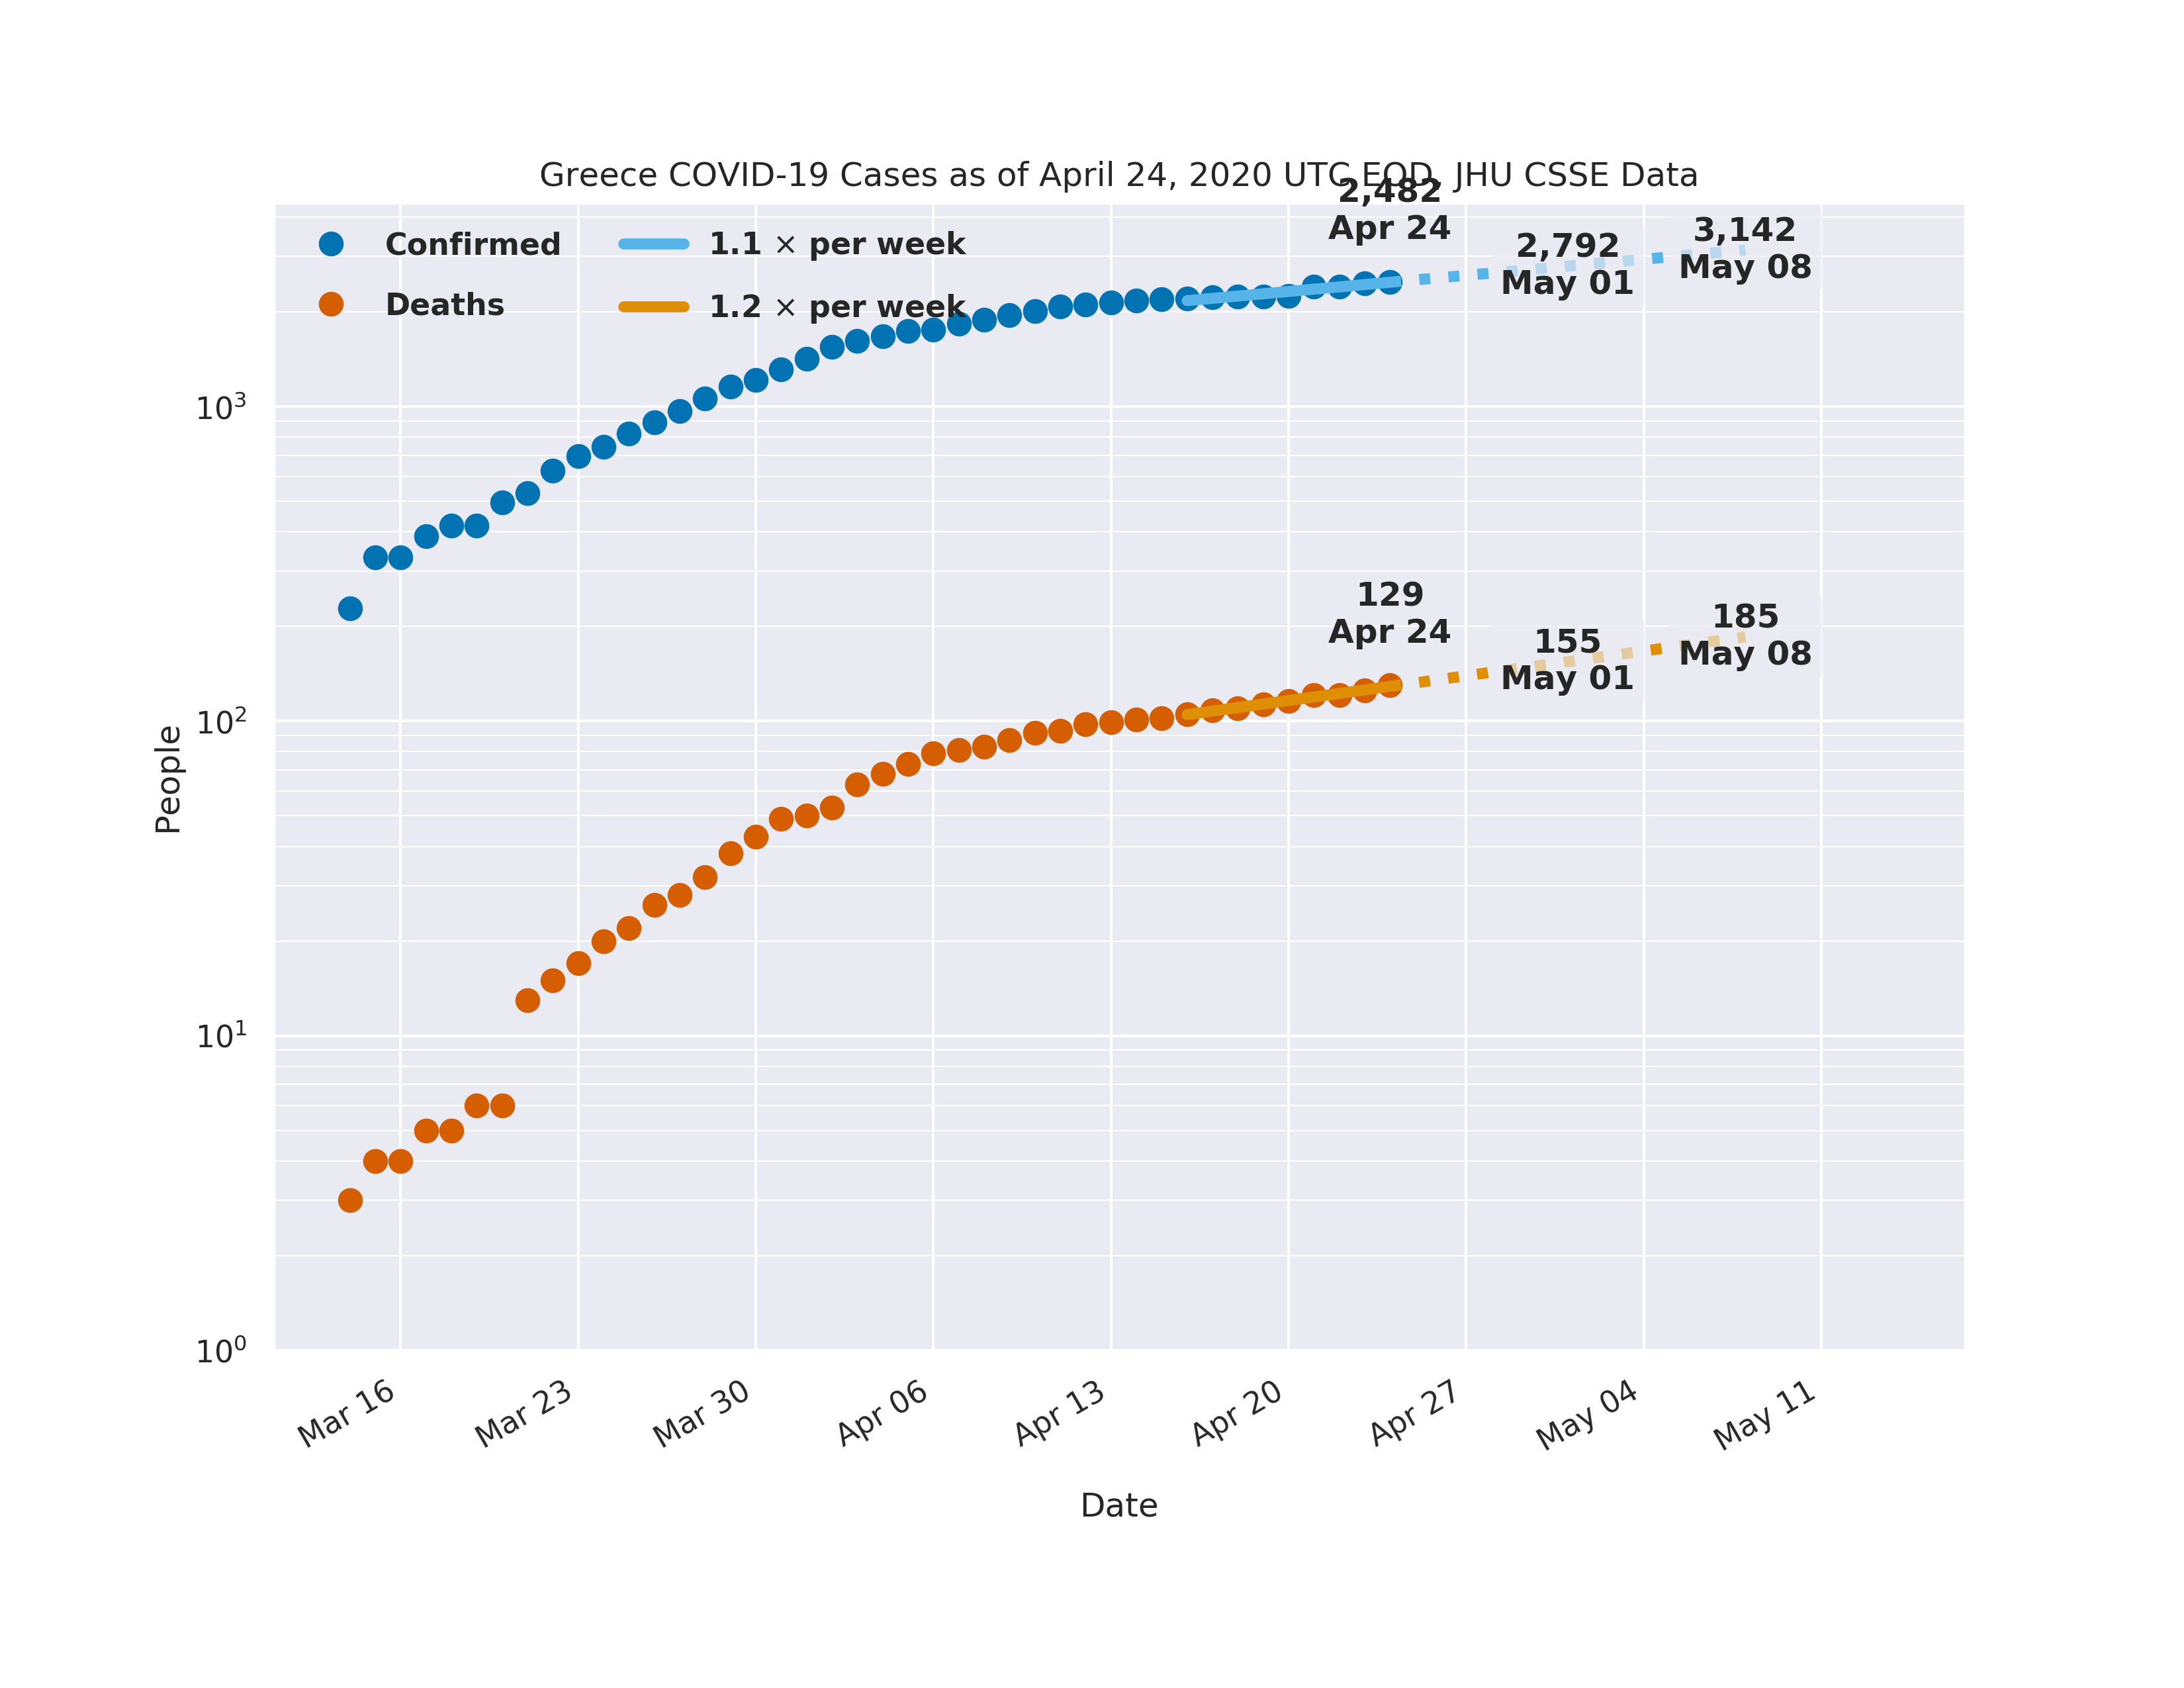 Greece COVID-19 Cases as of April 24, 2020 UTC EOD, JHU CSSE Data
Confirmed
Deaths
1.1 × per week
1.2 × per week
2,482
Apr 24
2,792
May 01
3,142
May 08
129
Apr 24
155
May 01
185
May 08
People
10³
10²
10¹
10⁰
Mar 16
Mar 23
Mar 30
Apr 06
Apr 13
Apr 20
Apr 27
May 04
May 11
Date